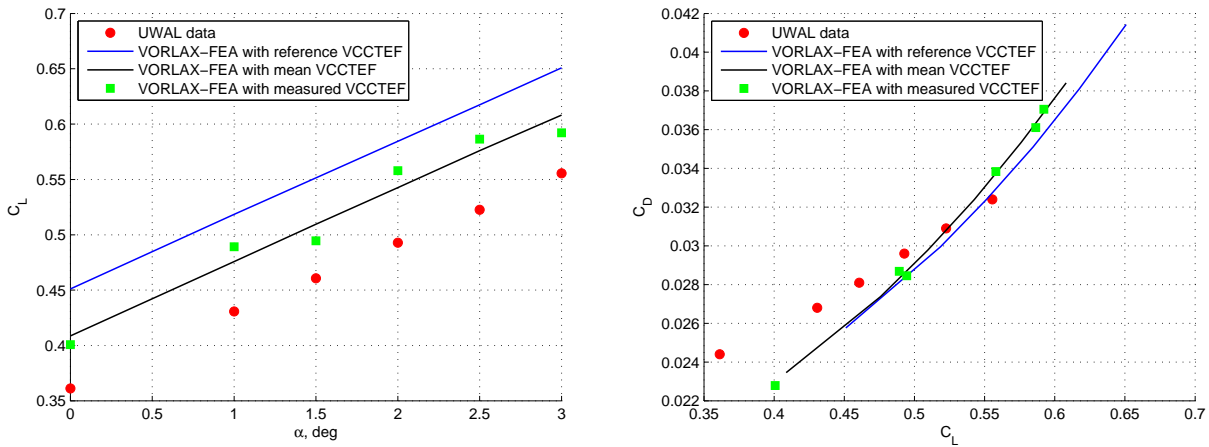 UWAL data
VORLAX−FEA with reference VCCTEF
VORLAX−FEA with mean VCCTEF
VORLAX−FEA with measured VCCTEF
0.7
0.65
0.6
0.55
0.5
0.45
0.4
0.35
C_L
0 0.5 1 1.5 2 2.5 3
α, deg
UWAL data
VORLAX−FEA with reference VCCTEF
VORLAX−FEA with mean VCCTEF
VORLAX−FEA with measured VCCTEF
0.042
0.04
0.038
0.036
0.034
0.032
0.03
0.028
0.026
0.024
0.022
C_D
0.35 0.4 0.45 0.5 0.55 0.6 0.65 0.7
C_L